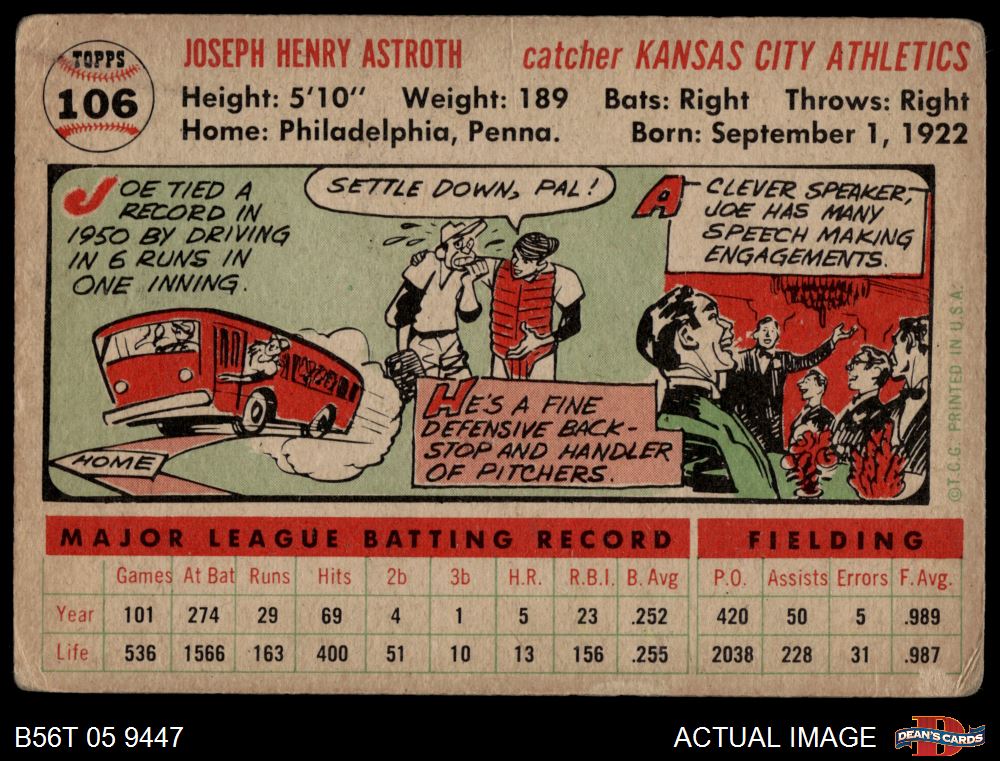 TOPPS
106
JOSEPH HENRY ASTROTH catcher KANSAS CITY ATHLETICS
Height: 5'10" Weight: 189 Bats: Right Throws: Right
Home: Philadelphia, Penna. Born: September 1, 1922
JOE TIED A
RECORD IN
1950 BY DRIVING
IN 6 RUNS IN
ONE INNING.
HOME
SETTLE DOWN, PAL!
HE'S A FINE
DEFENSIVE BACK-
STOP AND HANDLER
OF PITCHERS.
A CLEVER SPEAKER,
JOE HAS MANY
SPEECH MAKING
ENGAGEMENTS.
©T.C.G. PRINTED IN U.S.A.
MAJOR LEAGUE BATTING RECORD FIELDING
Games At Bat Runs Hits 2b 3b H.R. R.B.I. B. Avg P.O. Assists Errors F. Avg.
Year 101 274 29 69 4 1 5 23 .252 420 50 5 .989
Life 536 1566 163 400 51 10 13 156 .255 2038 228 31 .987
B56T 05 9447 ACTUAL IMAGE DEAN'S CARDS